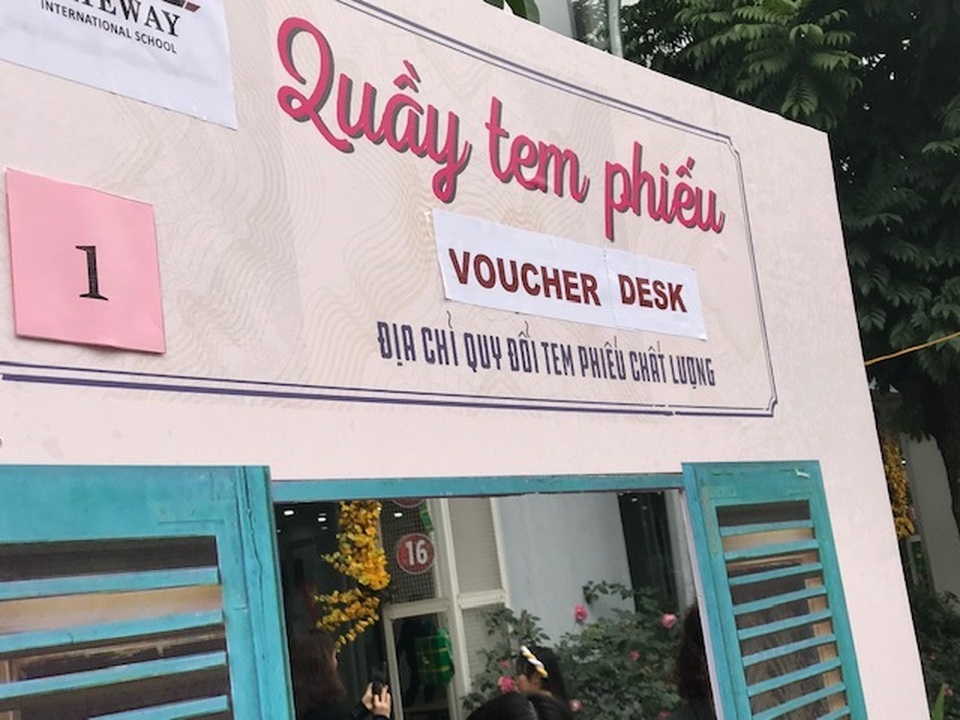 INTERNATIONAL SCHOOL
Quầy tem phiếu
1
VOUCHER DESK
ĐỊA CHỈ QUY ĐỔI TEM PHIẾU CHẤT LƯỢNG
16